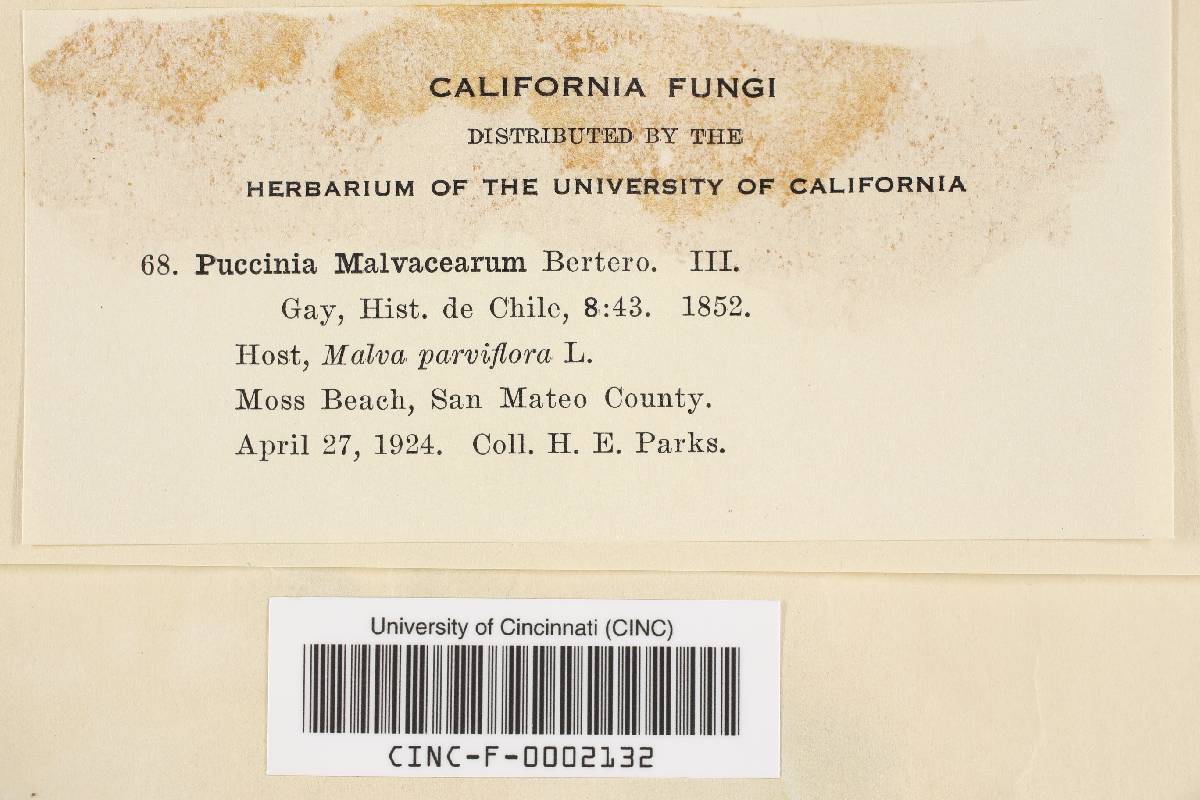 CALIFORNIA FUNGI
DISTRIBUTED BY THE
HERBARIUM OF THE UNIVERSITY OF CALIFORNIA
68. Puccinia Malvacearum Bertero. III.
Gay, Hist. de Chile, 8:43. 1852.
Host, Malva parviflora L.
Moss Beach, San Mateo County.
April 27, 1924. Coll. H. E. Parks.
University of Cincinnati (CINC)
CINC-F-0002132